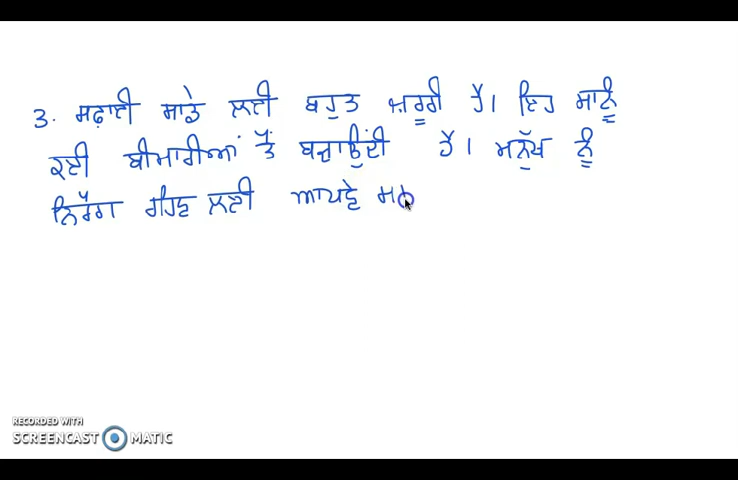 3. ਸਫ਼ਾਈ ਸਾਡੇ ਲਈ ਬਹੁਤ ਜ਼ਰੂਰੀ ਹੈ। ਇਹ ਸਾਨੂੰ
ਕਈ ਬੀਮਾਰੀਆਂ ਤੋਂ ਬਚਾਉਂਦੀ ਹੈ। ਮਨੁੱਖ ਨੂੰ
ਨਿਰੋਗ ਰਹਿਣ ਲਈ ਆਪਣੇ
RECORDED WITH
SCREENCAST MATIC